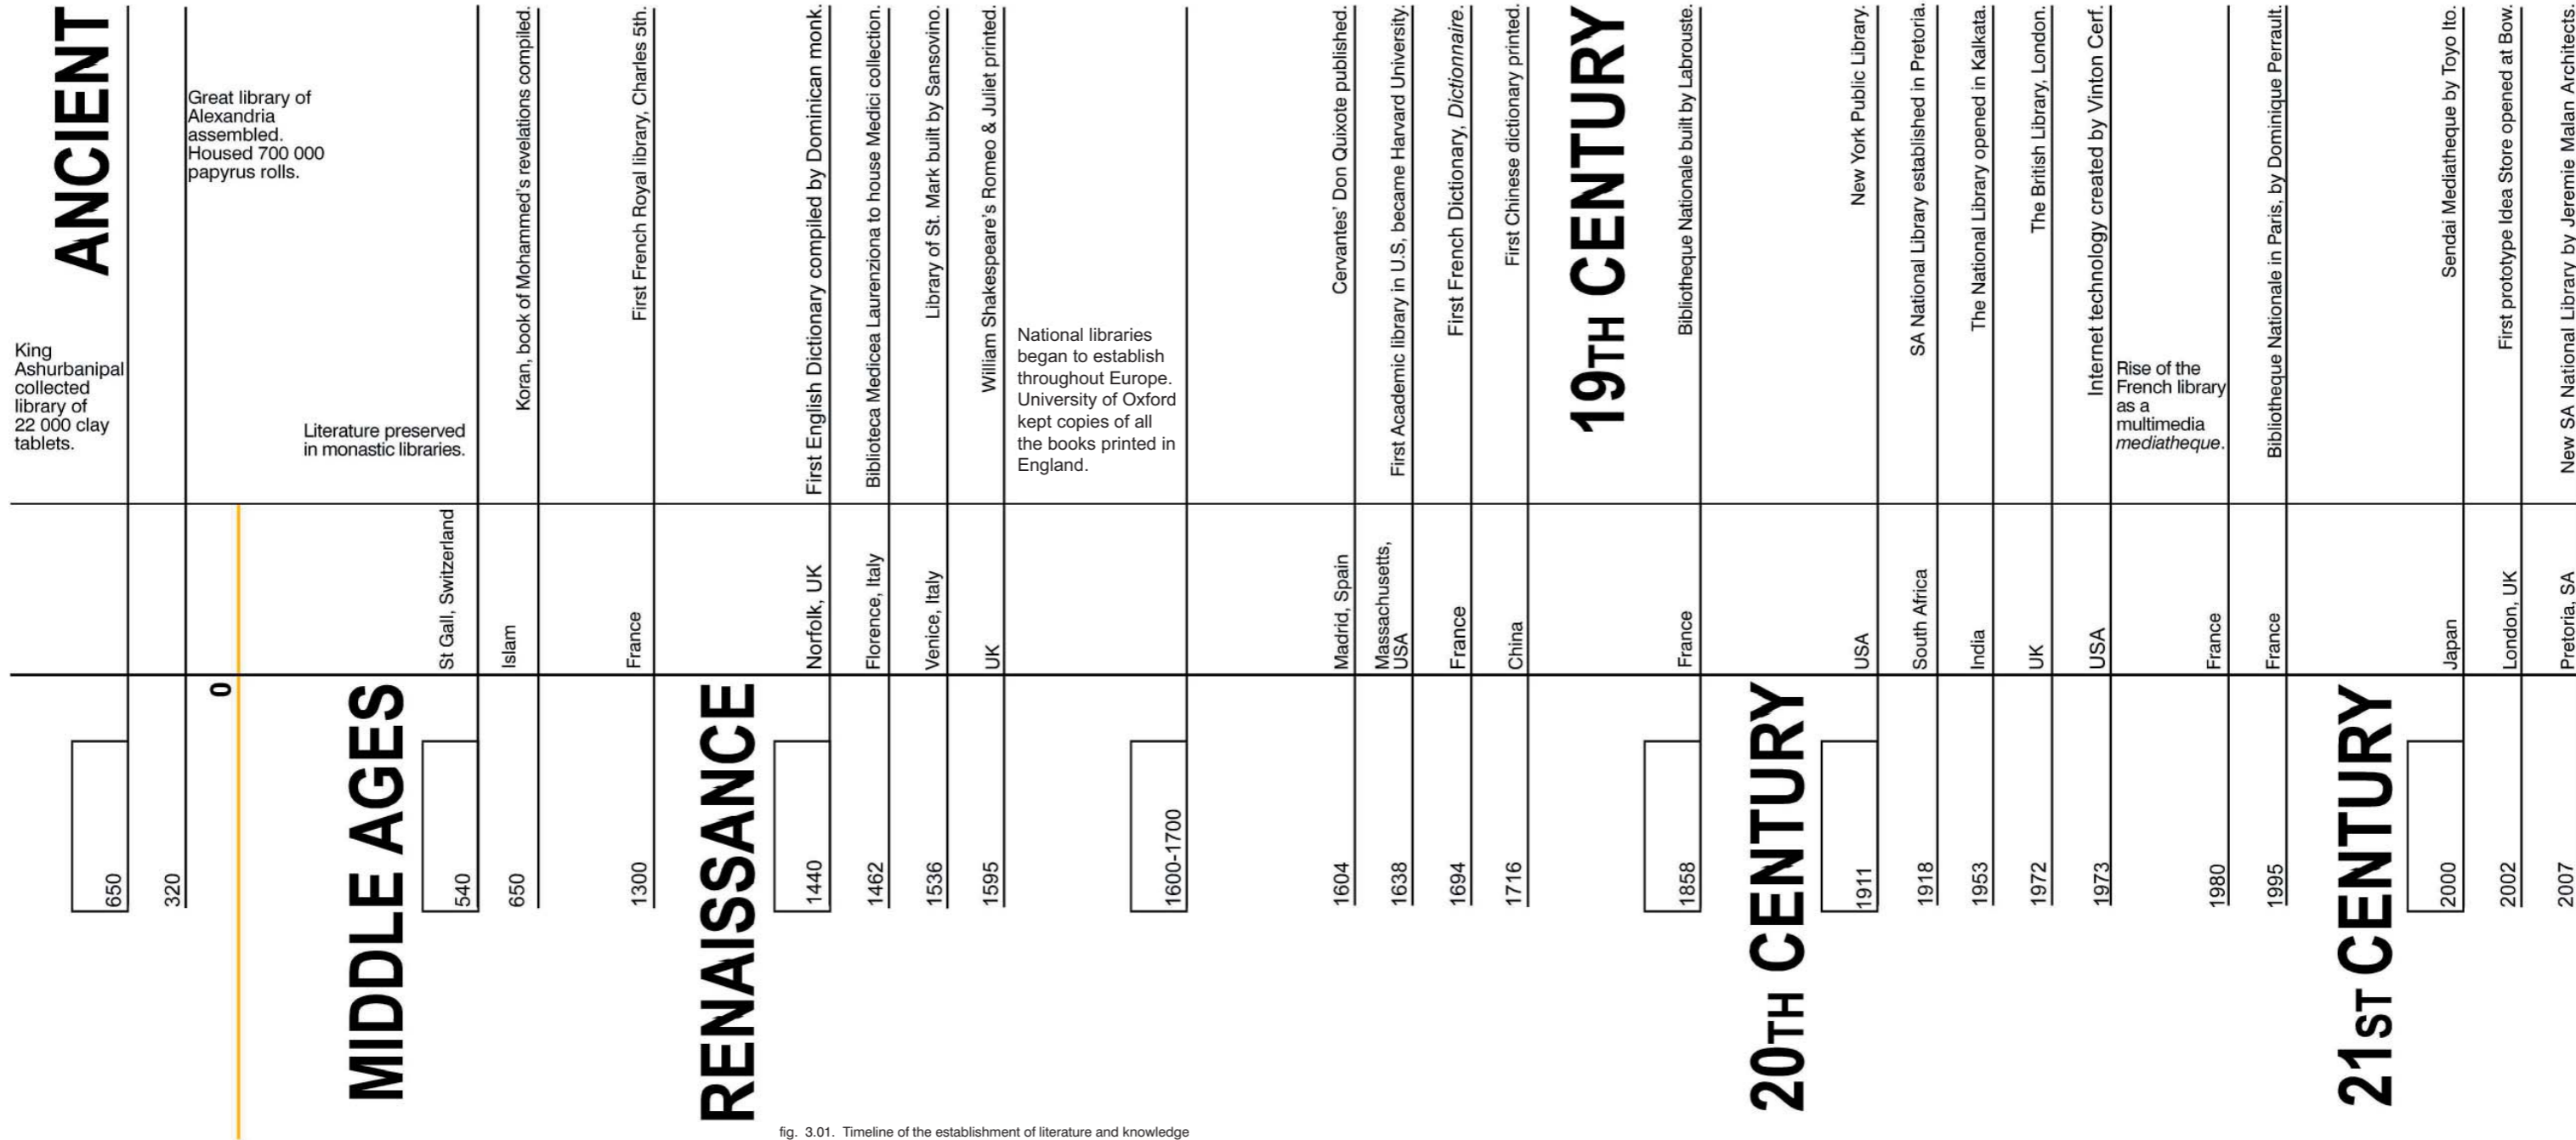 ANCIENT
King
Ashurbanipal
collected
library of
22 000 clay
tablets.
650
Great library of
Alexandria
assembled.
Housed 700 000
papyrus rolls.
320
0
MIDDLE AGES
Literature preserved
in monastic libraries.
St Gall, Switzerland
540
Koran, book of Mohammed's revelations compiled.
Islam
650
First French Royal library, Charles 5th.
France
1300
RENAISSANCE
First English Dictionary compiled by Dominican monk.
Norfolk, UK
1440
Biblioteca Medicea Laurenziona to house Medici collection.
Florence, Italy
1462
Library of St. Mark built by Sansovino.
Venice, Italy
1536
William Shakespeare's Romeo & Juliet printed.
UK
1595
National libraries
began to establish
throughout Europe.
University of Oxford
kept copies of all
the books printed in
England.
1600-1700
Cervantes' Don Quixote published.
Madrid, Spain
1604
First Academic library in U.S, became Harvard University.
Massachusetts,
USA
1638
First French Dictionary, Dictionnaire.
France
1694
First Chinese dictionary printed.
China
1716
19TH CENTURY
Bibliotheque Nationale built by Labrouste.
France
1858
20TH CENTURY
New York Public Library.
USA
1911
SA National Library established in Pretoria.
South Africa
1918
The National Library opened in Kalkata.
India
1953
The British Library, London.
UK
1972
Internet technology created by Vinton Cerf.
USA
1973
Rise of the
French library
as a
multimedia
mediatheque.
France
1980
Bibliotheque Nationale in Paris, by Dominique Perrault.
France
1995
21ST CENTURY
Sendai Mediatheque by Toyo Ito.
Japan
2000
First prototype Idea Store opened at Bow.
London, UK
2002
New SA National Library by Jeremie Malan Architects.
Pretoria, SA
2007
fig. 3.01. Timeline of the establishment of literature and knowledge